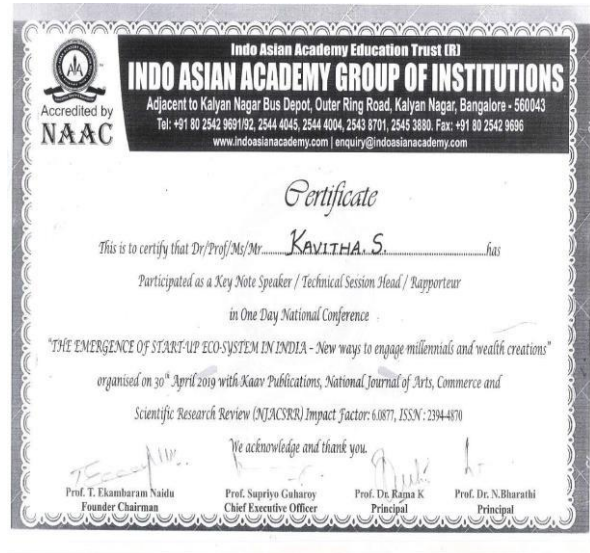 Indo Asian Academy Education Trust (R)
INDO ASIAN ACADEMY GROUP OF INSTITUTIONS
Adjacent to Kalyan Nagar Bus Depot, Outer Ring Road, Kalyan Nagar, Bangalore - 560043
Tel: +91 80 2542 9691/92, 2544 4045, 2544 4004, 2543 8701, 2545 3880. Fax: +91 80 2542 9696
www.indoasianacademy.com | enquiry@indoasianacademy.com
Accredited by
NAAC
Certificate
This is to certify that Dr/Prof/Ms/Mr. KAVITHA. S. has
Participated as a Key Note Speaker / Technical Session Head / Rapporteur
in One Day National Conference
"THE EMERGENCE OF START-UP ECO-SYSTEM IN INDIA - New ways to engage millennials and wealth creations"
organised on 30th April 2019 with Kaav Publications, National Journal of Arts, Commerce and
Scientific Research Review (NJACSRR) Impact Factor: 6.0877, ISSN : 2394-4870
We acknowledge and thank you.
Prof. T. Ekambaram Naidu
Founder Chairman
Prof. Supriyo Guharoy
Chief Executive Officer
Prof. Dr. Rama K
Principal
Prof. Dr. N.Bharathi
Principal